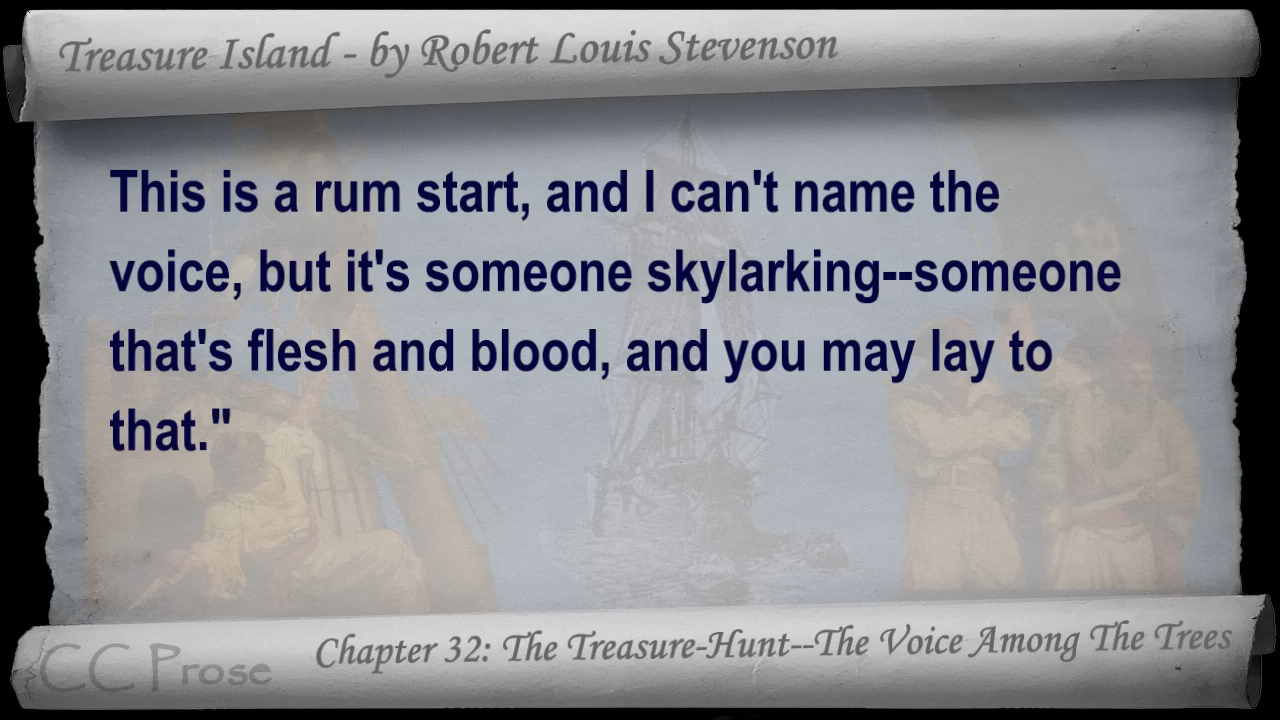 Treasure Island - by Robert Louis Stevenson
This is a rum start, and I can't name the
voice, but it's someone skylarking--someone
that's flesh and blood, and you may lay to
that."
Chapter 32: The Treasure-Hunt--The Voice Among The Trees
CC Prose